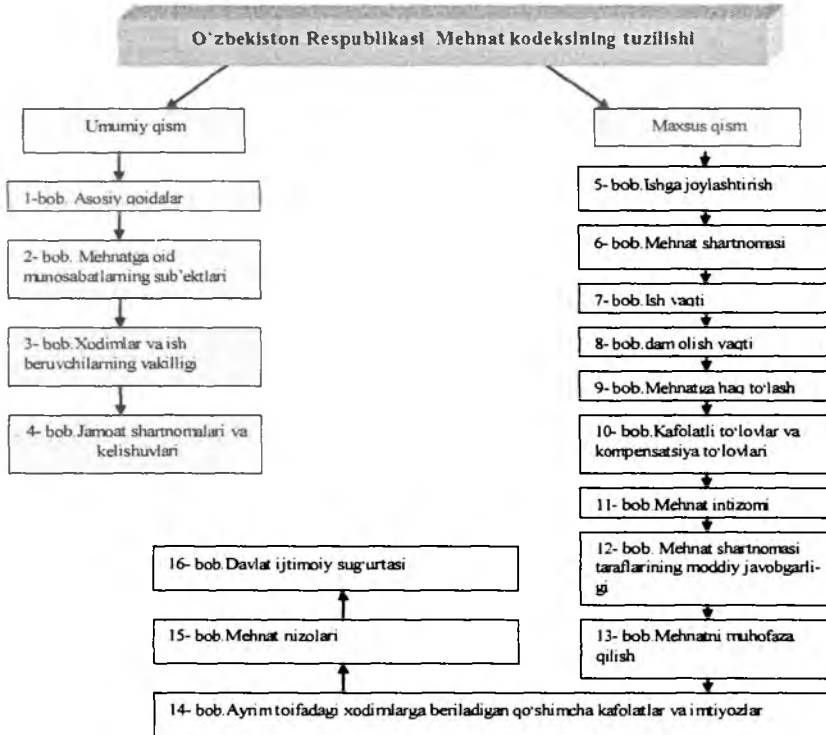 O‘zbekiston Respublikasi Mehnat kodeksining tuzilishi
Umumiy qism
1-bob. Asosiy qoidalar
2- bob. Mehnatga oid
munosabatlarning sub’ektlari
3- bob.Xodimlar va ish
beruvchilarning vakilligi
4- bob.Jamoat shartnomalari va
kelishuvlari
Maxsus qism
5- bob.Ishga joylashtirish
6- bob.Mehnat shartnomasi
7- bob.Ish vaqti
8- bob.dam olish vaqti
9- bob.Mehnatga haq to‘lash
10- bob.Kafolatli to‘lovlar va
kompensatsiya to‘lovlari
11- bob.Mehnat intizomi
12- bob. Mehnat shartnomasi
taraflarining moddiy javobgarli-
gi
13- bob.Mehnatni muhofaza
qilish
14- bob.Ayrim toifadagi xodimlarga beriladigan qo‘shimcha kafolatlar va imtiyozlar
15- bob.Mehnat nizolari
16- bob.Davlat ijtimoiy sug‘urtasi